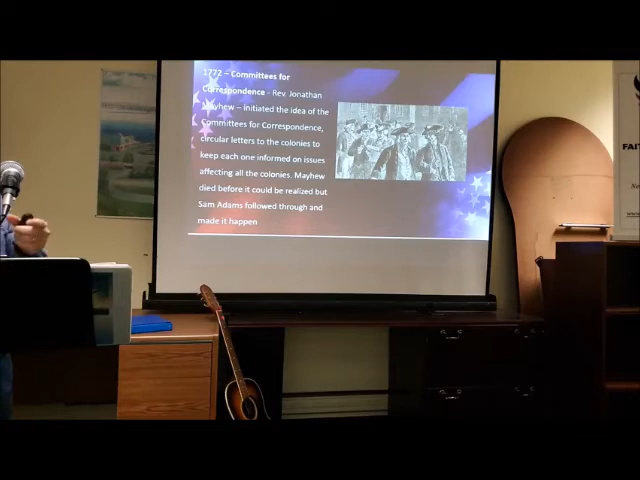 1772 – Committees for
Correspondence - Rev. Jonathan
Mayhew – initiated the idea of the
Committees for Correspondence,
circular letters to the colonies to
keep each one informed on issues
affecting all the colonies. Mayhew
died before it could be realized but
Sam Adams followed through and
made it happen
FAIT